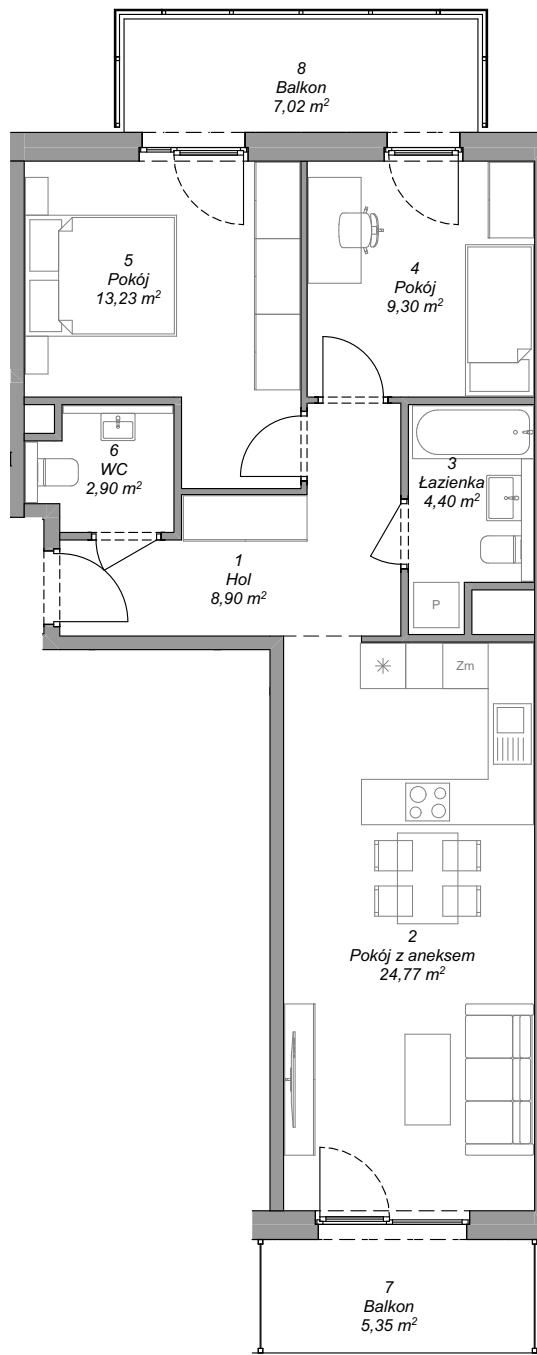 8
Balkon
7,02 m²
5
Pokój
13,23 m²
4
Pokój
9,30 m²
6
WC
2,90 m²
3
Łazienka
4,40 m²
1
Hol
8,90 m²
P
Zm
2
Pokój z aneksem
24,77 m²
7
Balkon
5,35 m²